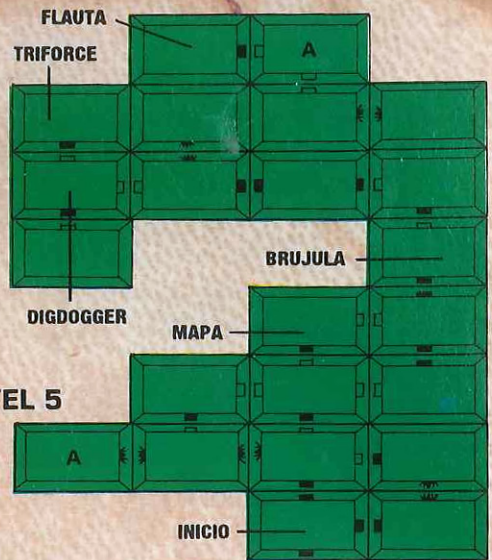 FLAUTA
TRIFORCE
A
BRUJULA
DIGDOGGER
MAPA
EL 5
A
INICIO